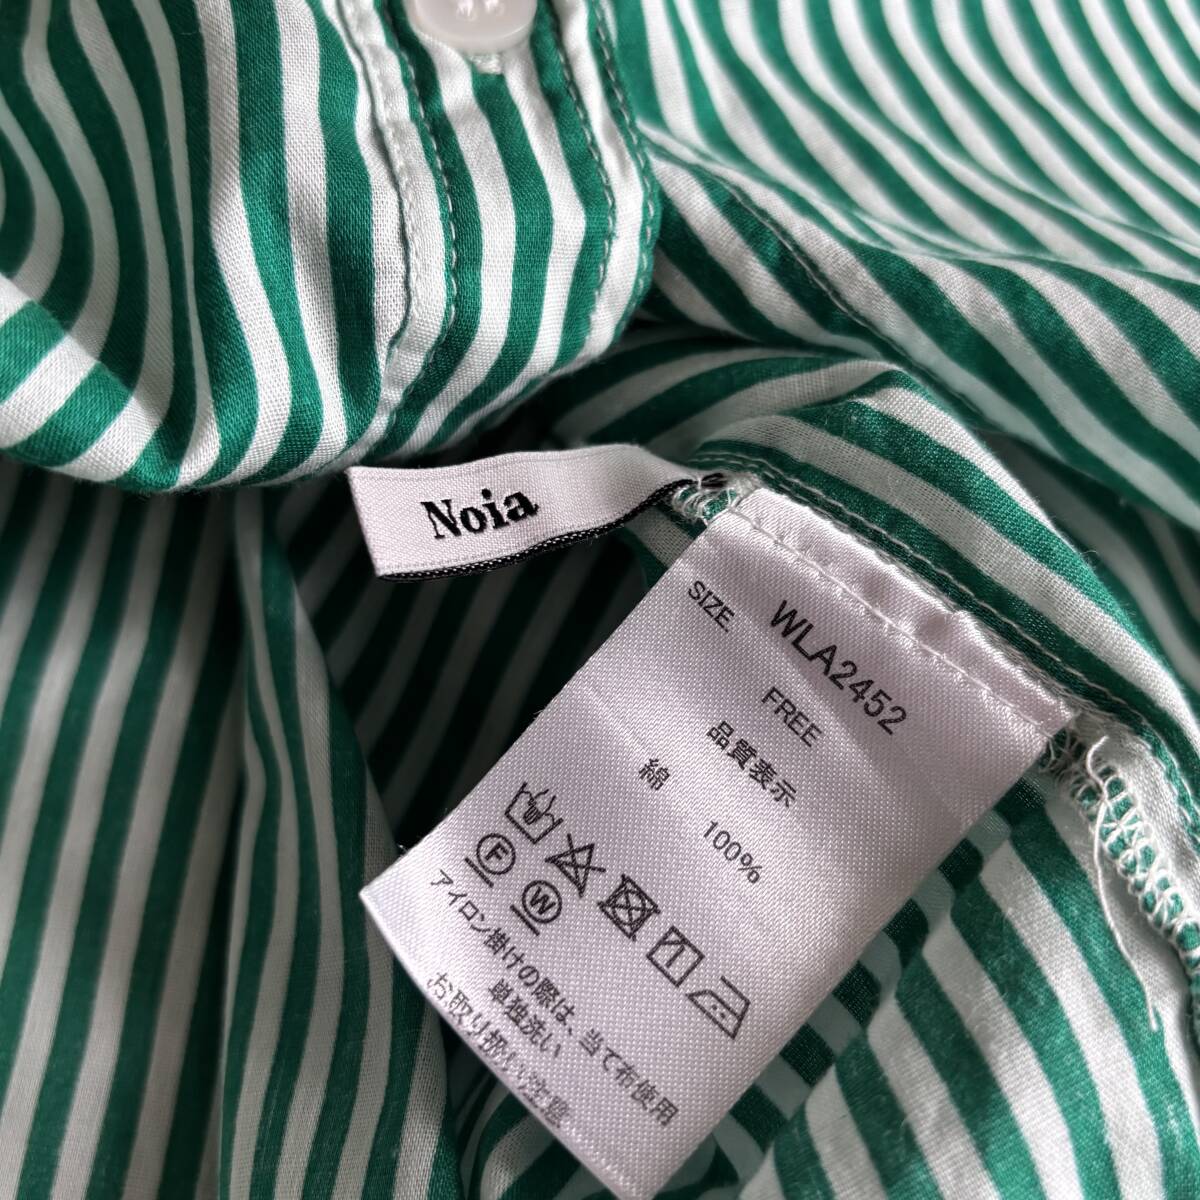 Noia
WLA2452
SIZE FREE
品質表示
綿 100%
F
W
アイロン掛けの際は、当て布使用
単独洗い
お取り扱い注意